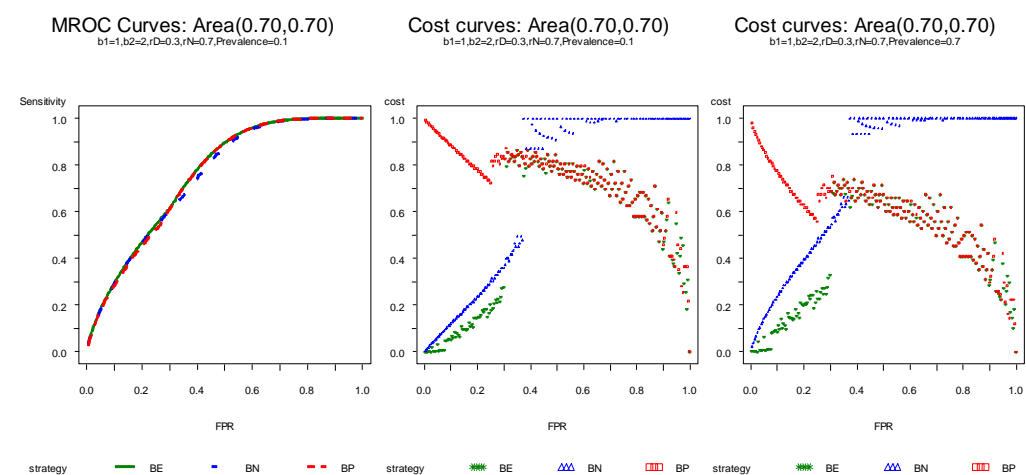 MROC Curves: Area(0.70,0.70)
b1=1,b2=2,rD=0.3,rN=0.7,Prevalence=0.1
Sensitivity
1.0
0.8
0.6
0.4
0.2
0.0
0.0 0.2 0.4 0.6 0.8 1.0
FPR
strategy BE BN BP
Cost curves: Area(0.70,0.70)
b1=1,b2=2,rD=0.3,rN=0.7,Prevalence=0.1
cost
1.0
0.8
0.6
0.4
0.2
0.0
0.0 0.2 0.4 0.6 0.8 1.0
FPR
strategy BE BN BP
Cost curves: Area(0.70,0.70)
b1=1,b2=2,rD=0.3,rN=0.7,Prevalence=0.7
cost
1.0
0.8
0.6
0.4
0.2
0.0
0.0 0.2 0.4 0.6 0.8 1.0
FPR
strategy BE BN BP